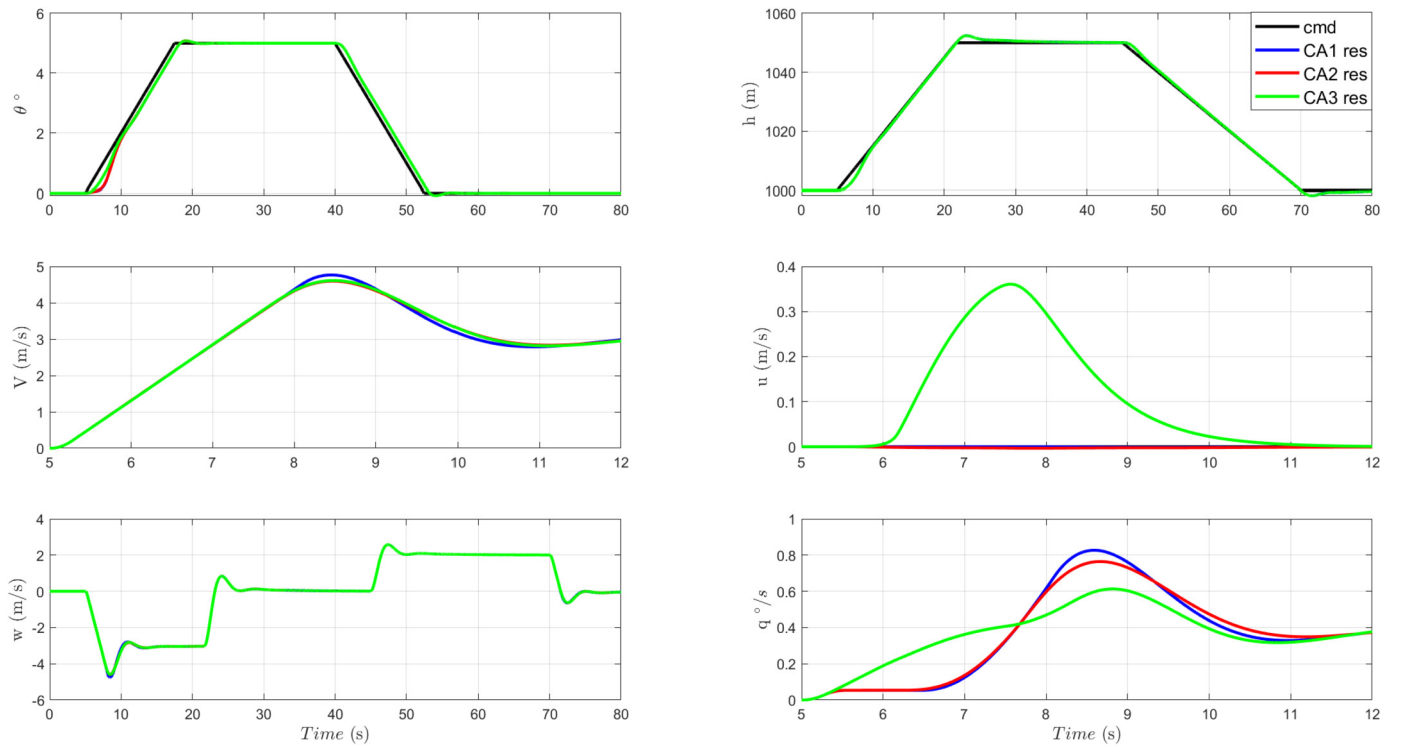 6
4
2
0
θ °
0 10 20 30 40 50 60 70 80
1060
1040
1020
1000
h (m)
0 10 20 30 40 50 60 70 80
cmd
CA1 res
CA2 res
CA3 res
5
4
3
2
1
0
V (m/s)
5 6 7 8 9 10 11 12
0.4
0.3
0.2
0.1
0
u (m/s)
5 6 7 8 9 10 11 12
4
2
0
-2
-4
-6
w (m/s)
0 10 20 30 40 50 60 70 80
Time (s)
1
0.8
0.6
0.4
0.2
0
q °/s
5 6 7 8 9 10 11 12
Time (s)